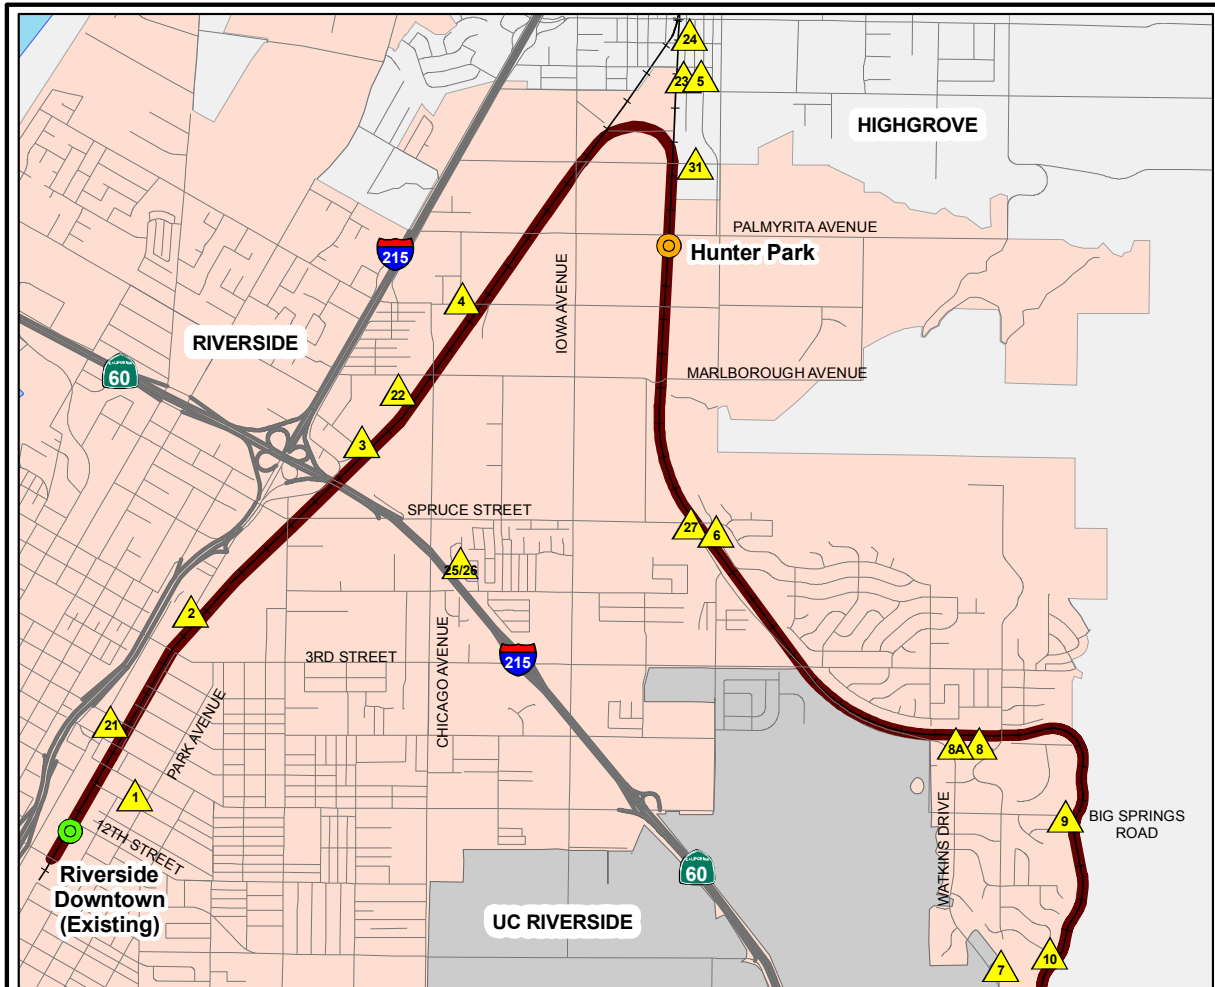 24
23
5
HIGHGROVE
31
PALMYRITA AVENUE
Hunter Park
215
IOWA AVENUE
4
RIVERSIDE
60
MARLBOROUGH AVENUE
22
3
SPRUCE STREET
27
6
25/26
2
CHICAGO AVENUE
3RD STREET
215
PARK AVENUE
21
8A
8
1
WATKINS DRIVE
9
BIG SPRINGS
ROAD
12TH STREET
60
Riverside
Downtown
(Existing)
UC RIVERSIDE
7
10